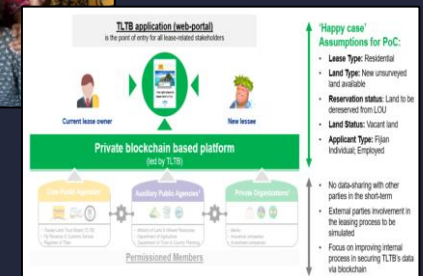 TLTB application (web-portal)
is the point of entry for all lease-related stakeholders
Current lease owner
New lessee
Private blockchain based platform
(led by TLTB)
Auxiliary Public Agencies
Private Organizations
Permissioned Members
'Happy case'
Assumptions for PoC:
• Lease Type: Residential
• Land Type: New unsurveyed
land available
• Reservation status: Land to be
dereserved from LOU
• Land Status: Vacant land
• Applicant Type: Fijian
Individual; Employed
• No data-sharing with other
parties in the short-term
• External parties involvement in
the leasing process to be
simulated
• Focus on improving internal
process in securing TLTB's data
via blockchain